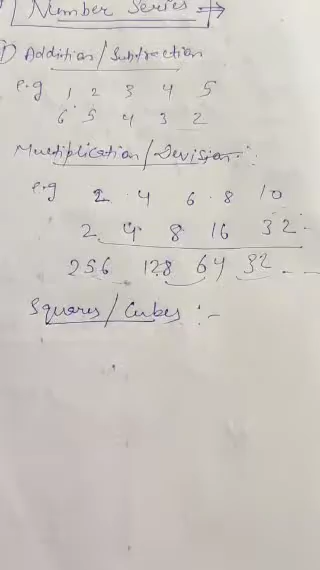 Number Series →
1) Addition/Subtraction
e.g 1 2 3 4 5
6 5 4 3 2
Multiplication/Devision:
e.g 2 4 6 8 10
2 4 8 16 32
256 128 64 32 - -
Squares/Cubes :-